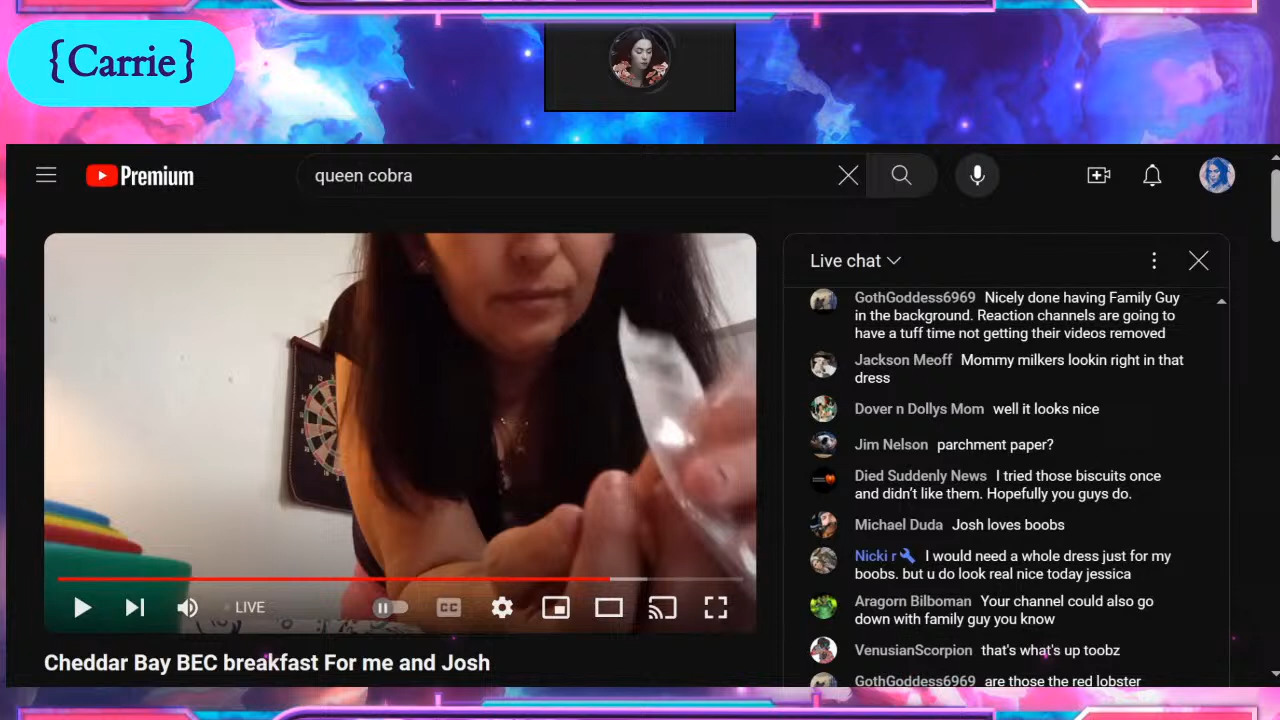 {Carrie}
Premium
queen cobra
Live chat
GothGoddess6969 Nicely done having Family Guy
in the background. Reaction channels are going to
have a tuff time not getting their videos removed
Jackson Meoff Mommy milkers lookin right in that
dress
Dover n Dollys Mom well it looks nice
Jim Nelson parchment paper?
Died Suddenly News I tried those biscuits once
and didn't like them. Hopefully you guys do.
Michael Duda Josh loves boobs
Nicki r I would need a whole dress just for my
boobs. but u do look real nice today jessica
Aragorn Bilboman Your channel could also go
down with family guy you know
VenusianScorpion that's what's up toobz
GothGoddess6969 are those the red lobster
LIVE
CC
Cheddar Bay BEC breakfast For me and Josh